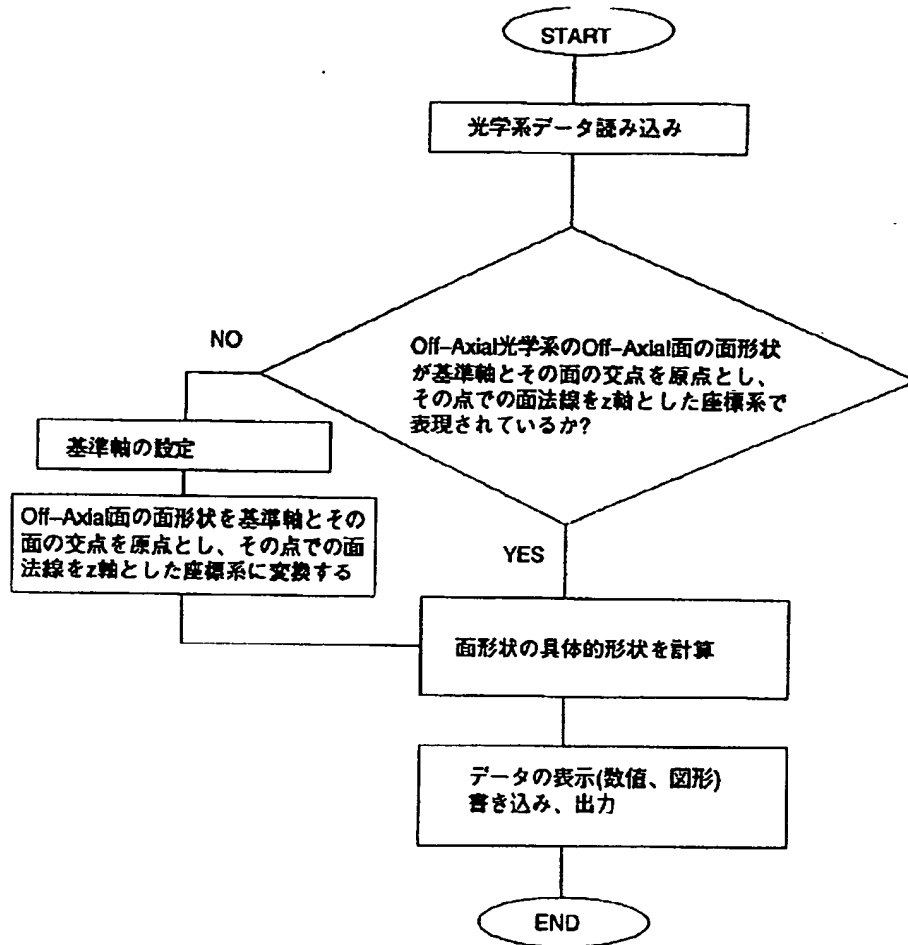 START
光学系データ読み込み
NO
Off-Axial光学系のOff-Axial面の面形状
が基準軸とその面の交点を原点とし、
その点での面法線をz軸とした座標系で
表現されているか?
基準軸の設定
Off-Axial面の面形状を基準軸とその
面の交点を原点とし、その点での面
法線をz軸とした座標系に変換する
YES
面形状の具体的形状を計算
データの表示(数値、図形)
書き込み、出力
END